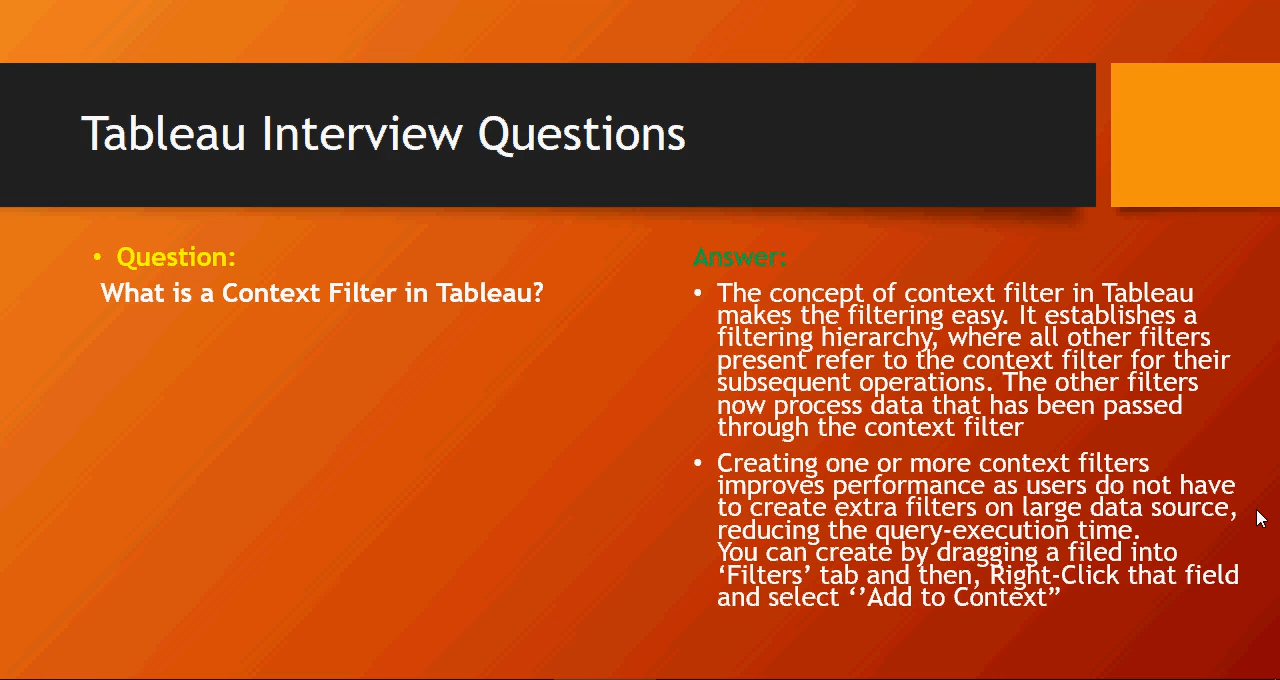 Tableau Interview Questions
• Question:
What is a Context Filter in Tableau?
Answer:
• The concept of context filter in Tableau
makes the filtering easy. It establishes a
filtering hierarchy, where all other filters
present refer to the context filter for their
subsequent operations. The other filters
now process data that has been passed
through the context filter
• Creating one or more context filters
improves performance as users do not have
to create extra filters on large data source,
reducing the query-execution time.
You can create by dragging a filed into
‘Filters’ tab and then, Right-Click that field
and select ‘’Add to Context”